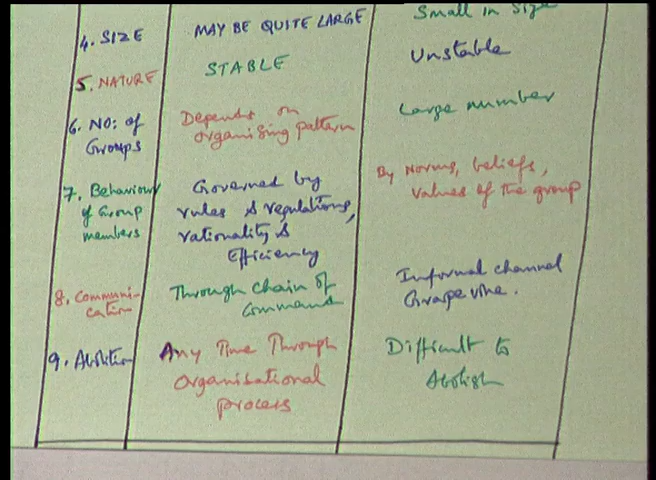 4. SIZE
MAY BE QUITE LARGE
Small in Size
5. NATURE
STABLE
Unstable
6. NO: of
Groups
Depends on
organising pattern
Large number
7. Behaviour
of Group
members
Governed by
rules & regulations,
rationality &
Efficiency
By Norms, beliefs,
values of the group
8. Communi-
cation
Through Chain of
Command
Informal channel
Grapevine.
9. Abolition
Any Time Through
Organisational
process
Difficult to
Abolish